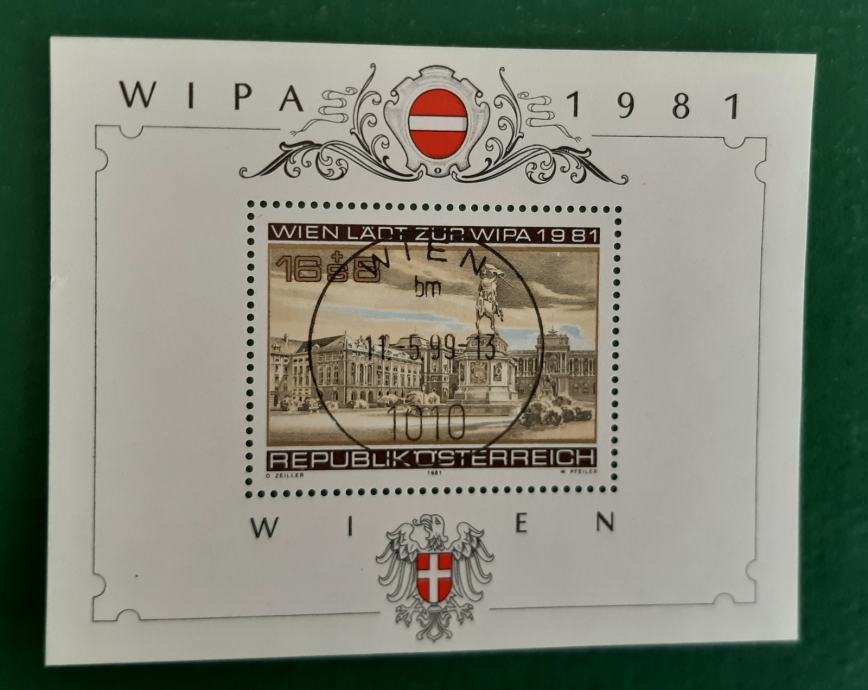 WIPA 1981
WIEN LÄDT ZUR WIPA 1981
16+8 S
WIEN
bm
11.5.99-13
1010
REPUBLIK ÖSTERREICH
O ZEILLER 1981 W PFEILER
WIEN